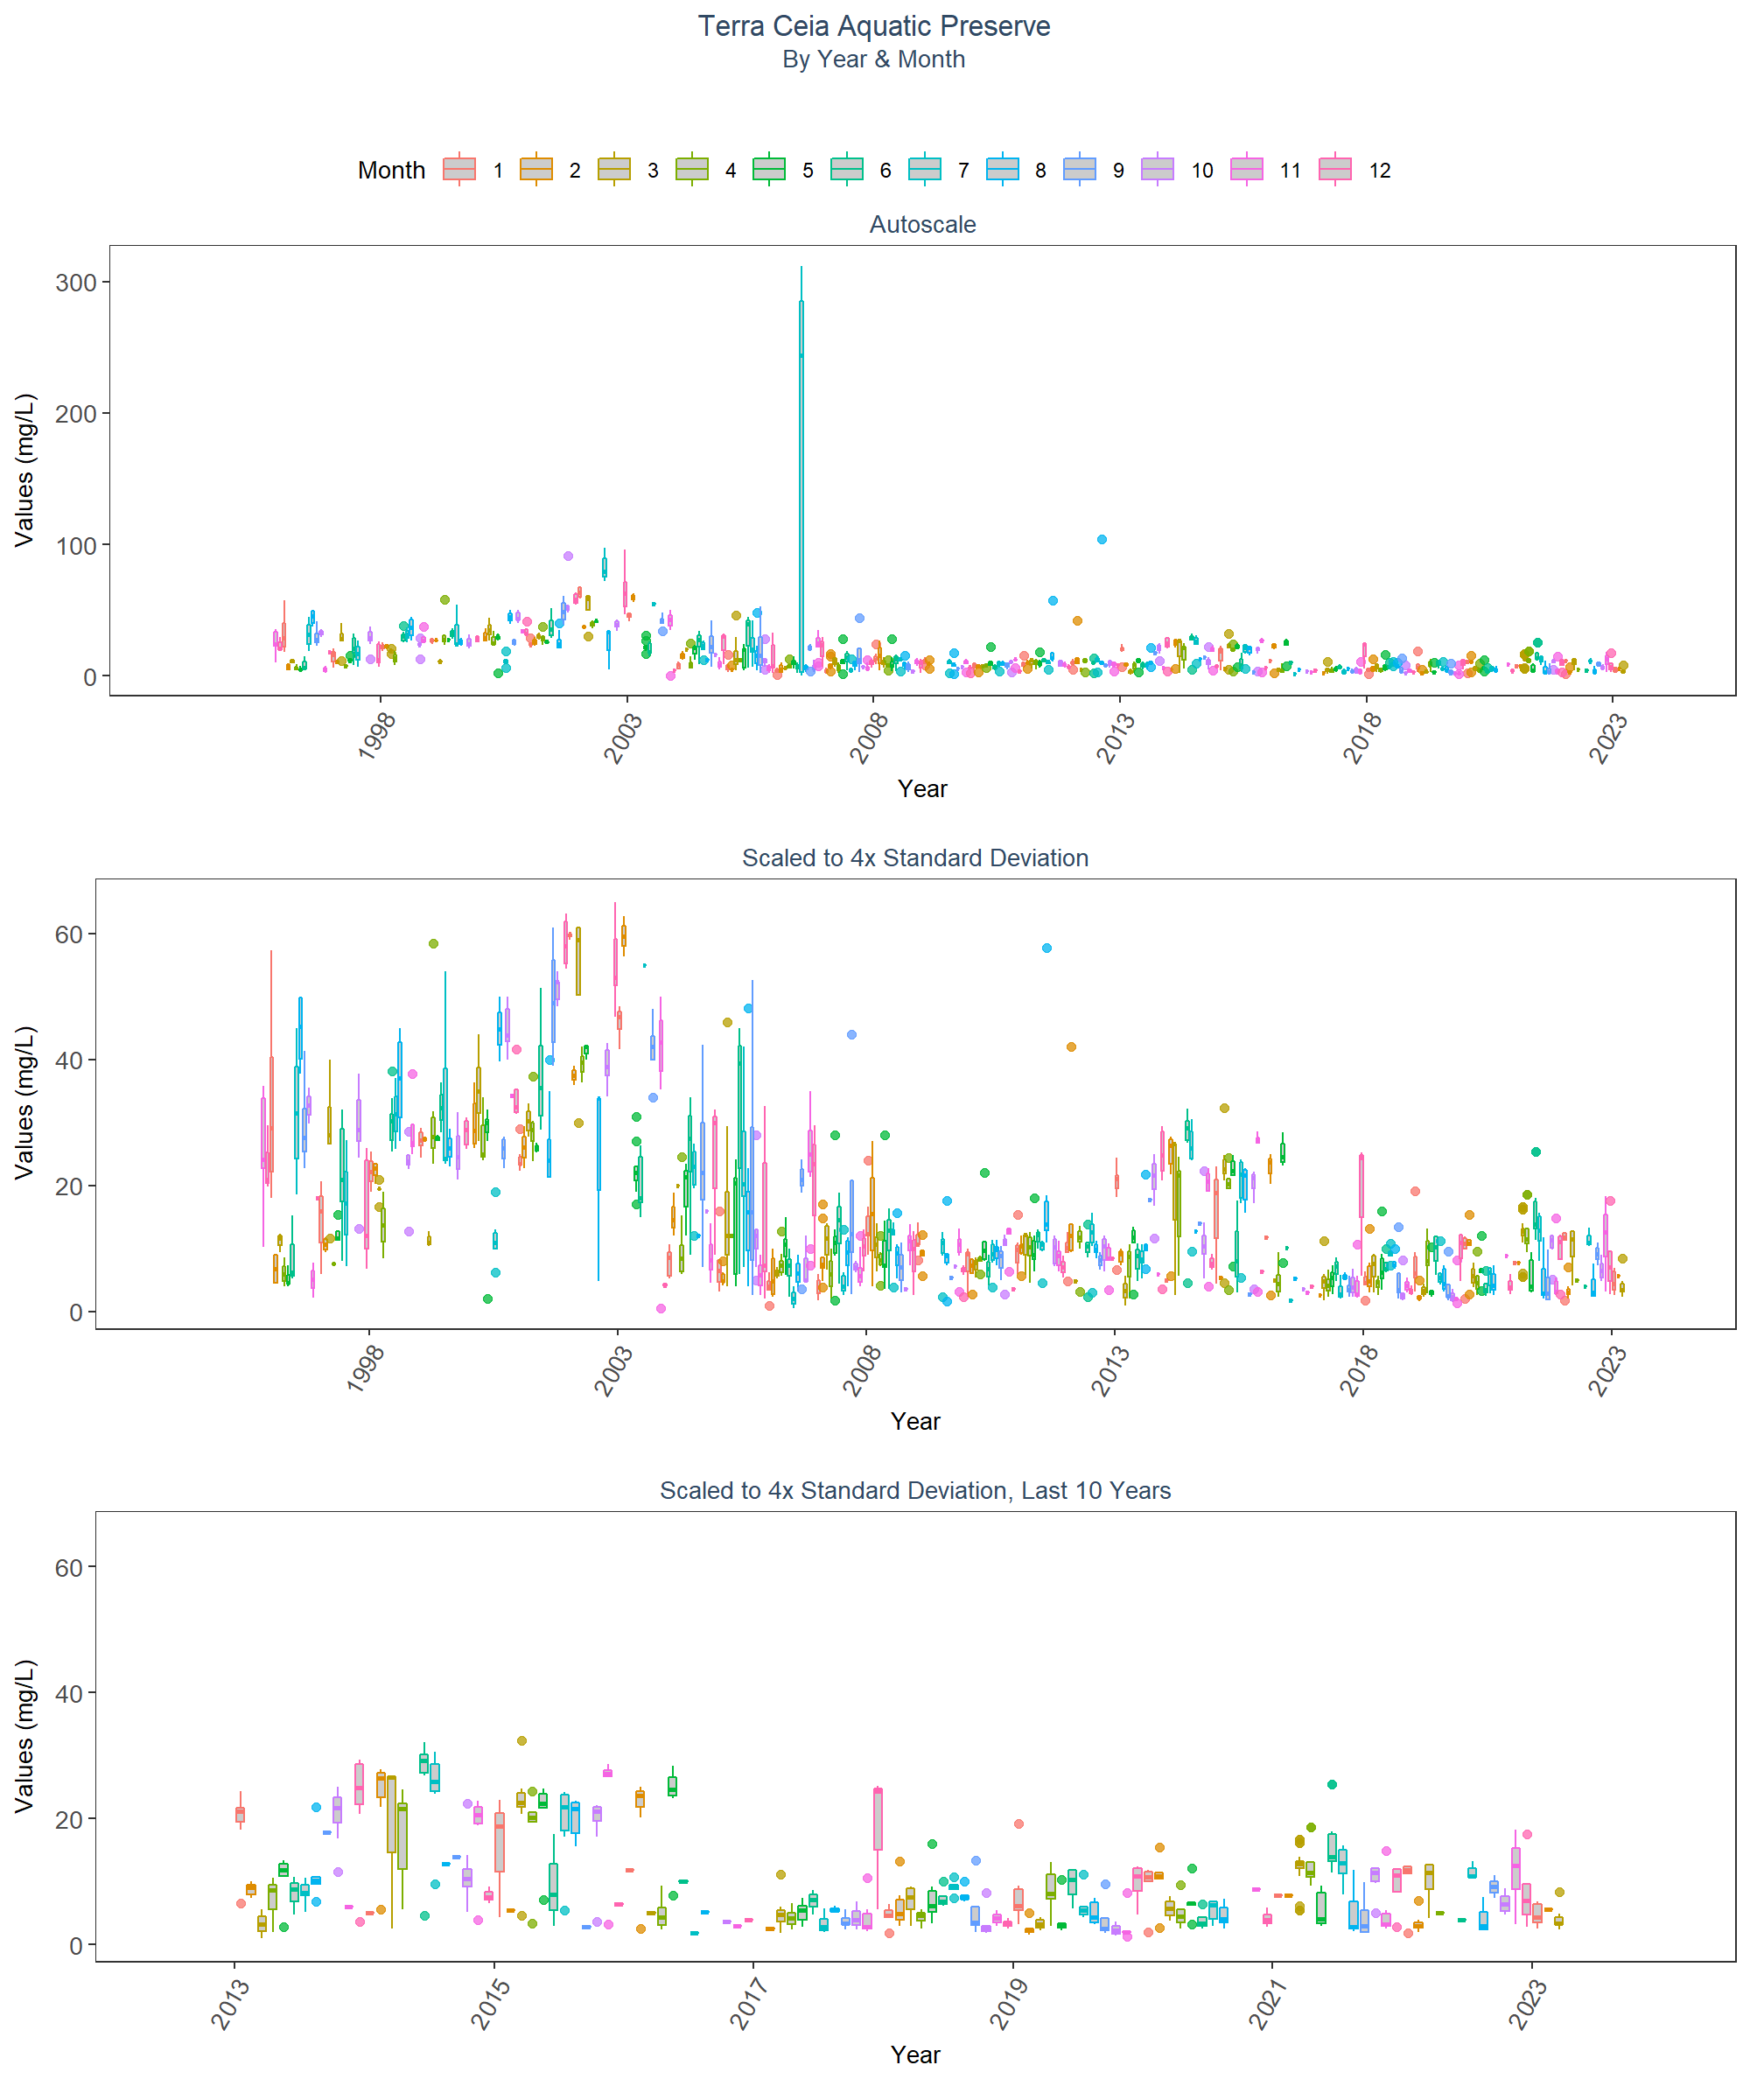 Terra Ceia Aquatic Preserve
By Year & Month
Month 1 2 3 4 5 6 7 8 9 10 11 12
Autoscale
Values (mg/L)
300
200
100
0
1998 2003 2008 2013 2018 2023
Year
Scaled to 4x Standard Deviation
Values (mg/L)
60
40
20
0
1998 2003 2008 2013 2018 2023
Year
Scaled to 4x Standard Deviation, Last 10 Years
Values (mg/L)
60
40
20
0
2013 2015 2017 2019 2021 2023
Year